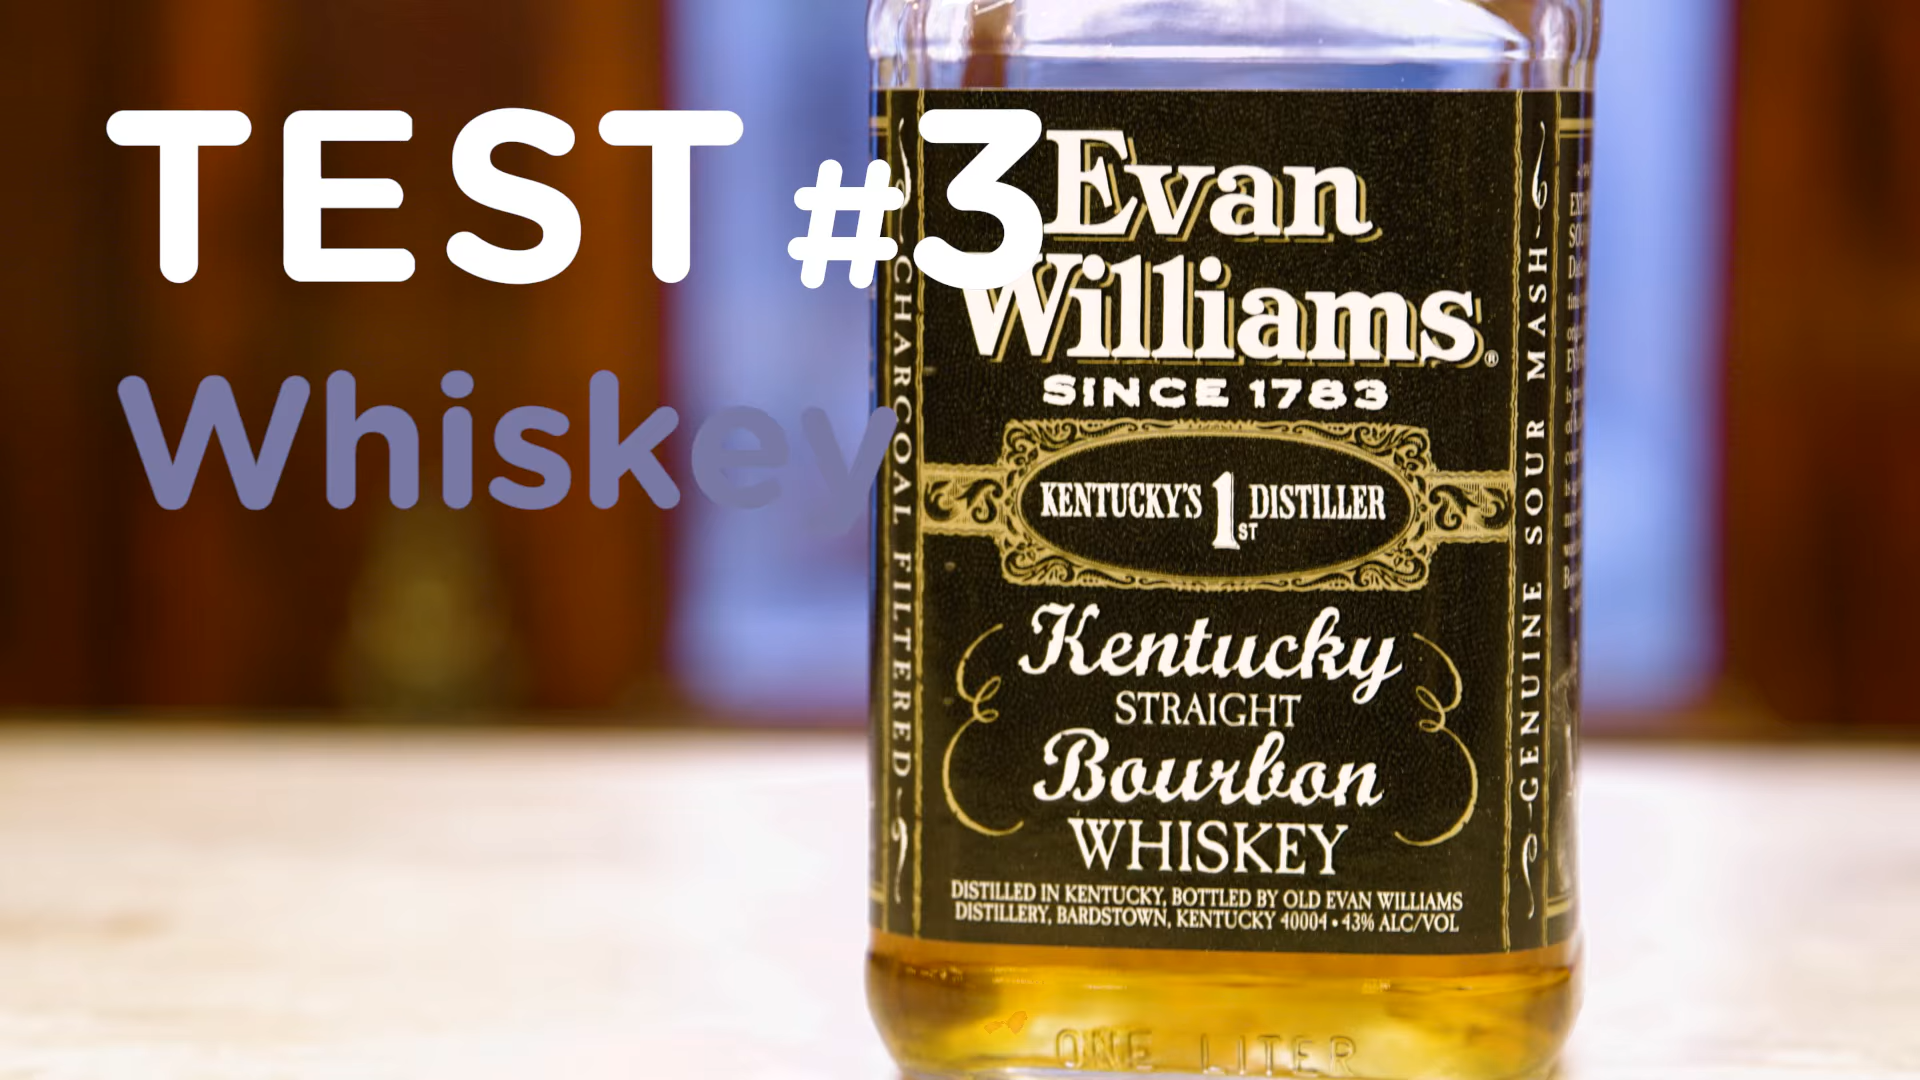 TEST #3
Whiskey
Evan
Williams®
SINCE 1783
KENTUCKY'S 1ST DISTILLER
Kentucky
STRAIGHT
Bourbon
WHISKEY
DISTILLED IN KENTUCKY, BOTTLED BY OLD EVAN WILLIAMS
DISTILLERY, BARDSTOWN, KENTUCKY 40004 • 43% ALC/VOL
CHARCOAL FILTERED
GENUINE SOUR MASH
ONE LITER